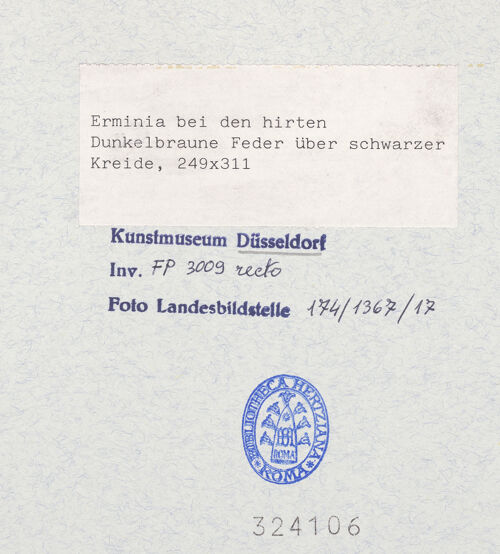 Erminia bei den hirten
Dunkelbraune Feder über schwarzer
Kreide, 249x311
Kunstmuseum Düsseldorf
Inv. FP 3009 recto
Foto Landesbildstelle 174/1367/17
BIBLIOTHECA HERTZIANA
ROMA
ROMA
324106